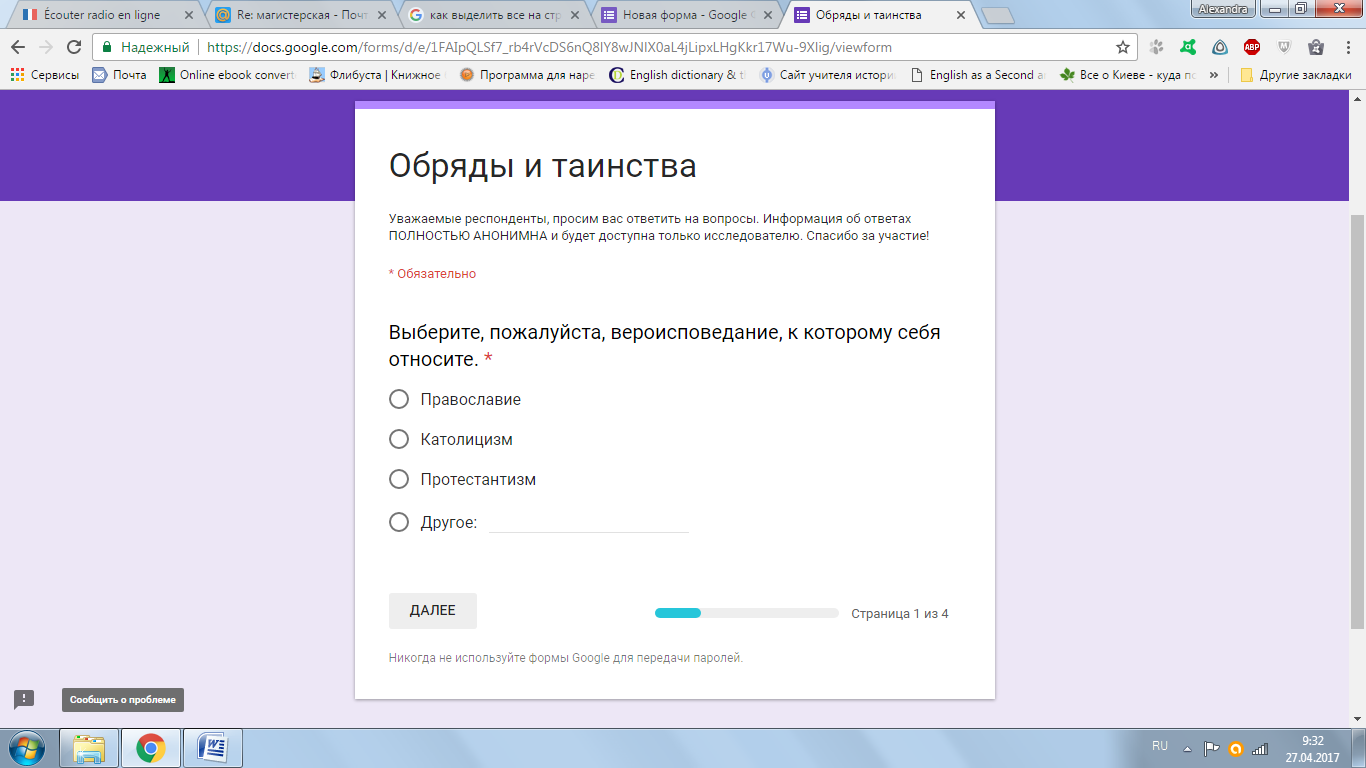 Écouter radio en ligne
Re: магистерская - Почт
как выделить все на стр
Новая форма - Google Ф
Обряды и таинства
Alexandra
Надежный
https://docs.google.com/forms/d/e/1FAIpQLSf7_rb4rVcDS6nQ8IY8wJNIX0aL4jLipxLHgKkr17Wu-9XIig/viewform
ABP
Сервисы
Почта
Online ebook convert
Флибуста | Книжное
Программа для наре
English dictionary & th
Сайт учителя истори
English as a Second a
Все о Киеве - куда по
»
Другие закладки
Обряды и таинства
Уважаемые респонденты, просим вас ответить на вопросы. Информация об ответах
ПОЛНОСТЬЮ АНОНИМНА и будет доступна только исследователю. Спасибо за участие!
* Обязательно
Выберите, пожалуйста, вероисповедание, к которому себя
относите. *
Православие
Католицизм
Протестантизм
Другое:
ДАЛЕЕ
Страница 1 из 4
Никогда не используйте формы Google для передачи паролей.
Сообщить о проблеме
RU
9:32
27.04.2017